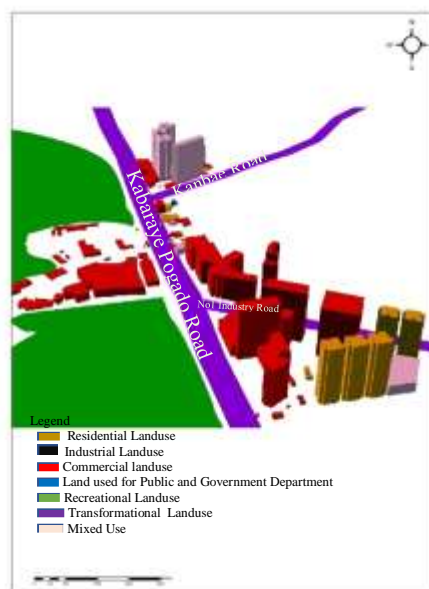 Kanbae Road
Kabaraye Pogado Road
No1 Industry Road
Legend
Residential Landuse
Industrial Landuse
Commercial landuse
Land used for Public and Government Department
Recreational Landuse
Transformational Landuse
Mixed Use